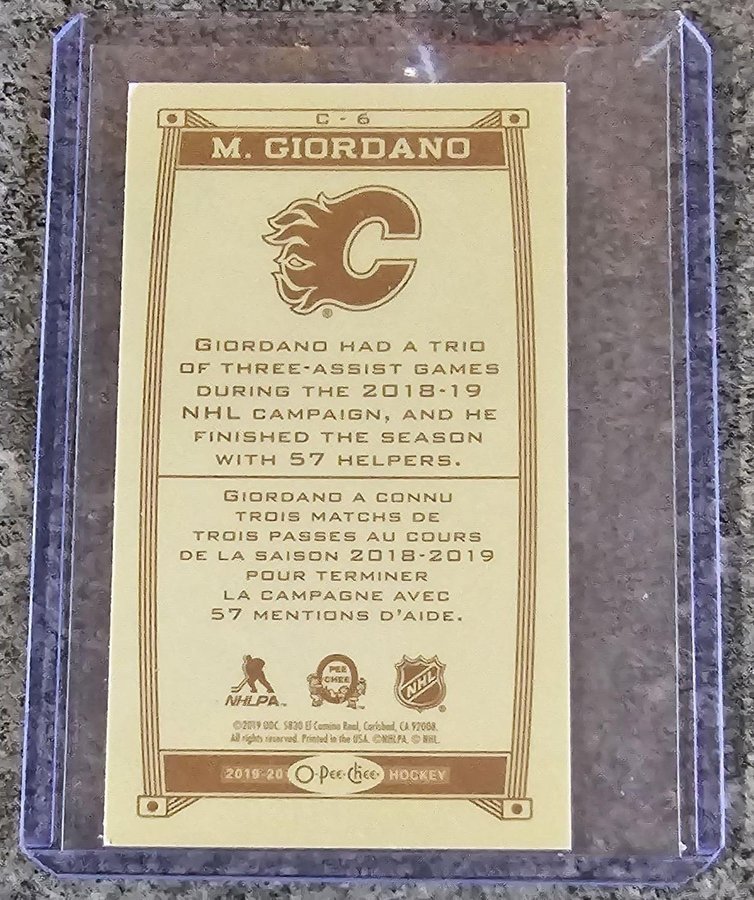 C - 6
M. GIORDANO
C
®
GIORDANO HAD A TRIO
OF THREE-ASSIST GAMES
DURING THE 2018-19
NHL CAMPAIGN, AND HE
FINISHED THE SEASON
WITH 57 HELPERS.
GIORDANO A CONNU
TROIS MATCHS DE
TROIS PASSES AU COURS
DE LA SAISON 2018-2019
POUR TERMINER
LA CAMPAGNE AVEC
57 MENTIONS D'AIDE.
NHLPA™ O PEE CHEE NHL ®
©2019 UDC. 5830 El Camino Real, Carlsbad, CA 92008.
All rights reserved. Printed in the USA. ©NHLPA. © NHL.
2019-20 O-Pee-Chee HOCKEY